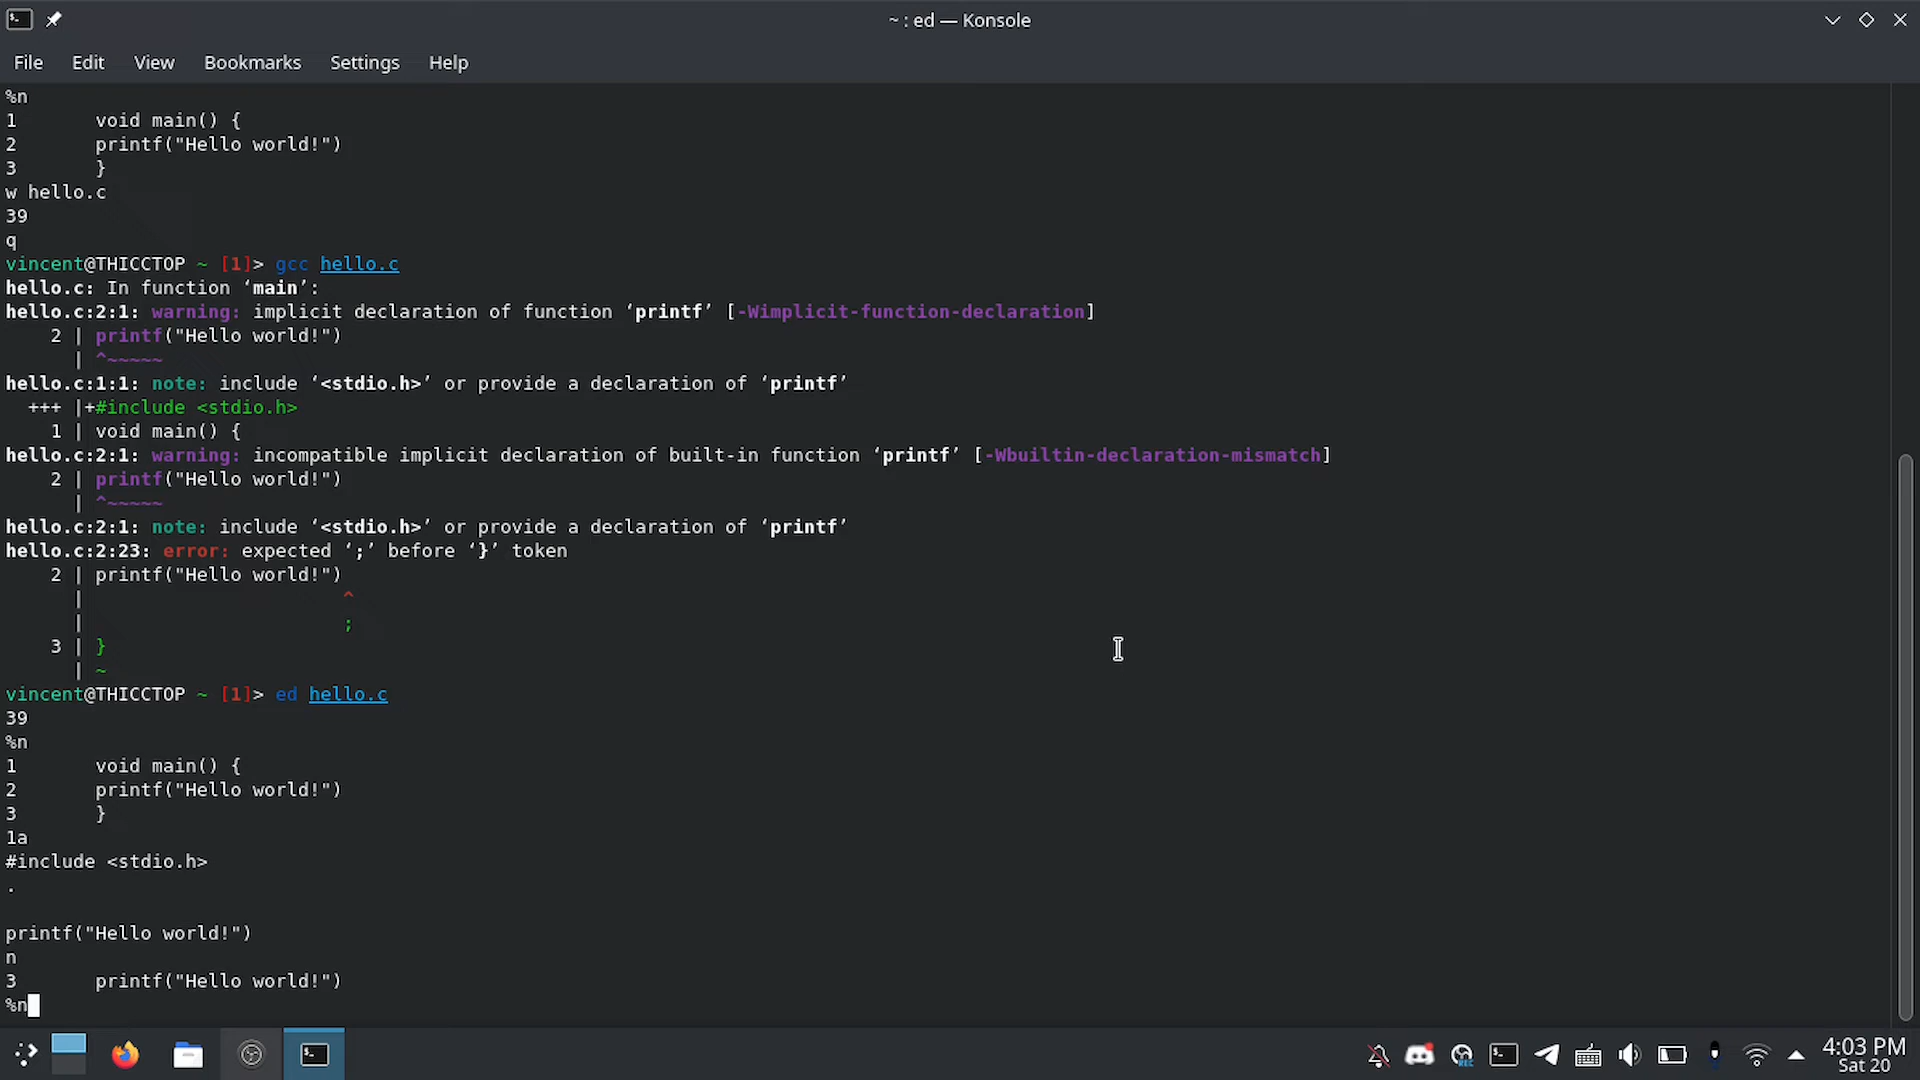 ~ : ed — Konsole
File Edit View Bookmarks Settings Help
%n
1       void main() {
2       printf("Hello world!")
3       }
w hello.c
39
q
vincent@THICCTOP ~ [1]> gcc hello.c
hello.c: In function ‘main’:
hello.c:2:1: warning: implicit declaration of function ‘printf’ [-Wimplicit-function-declaration]
    2 | printf("Hello world!")
      | ^~~~~~
hello.c:1:1: note: include ‘<stdio.h>’ or provide a declaration of ‘printf’
  +++ |+#include <stdio.h>
    1 | void main() {
hello.c:2:1: warning: incompatible implicit declaration of built-in function ‘printf’ [-Wbuiltin-declaration-mismatch]
    2 | printf("Hello world!")
      | ^~~~~~
hello.c:2:1: note: include ‘<stdio.h>’ or provide a declaration of ‘printf’
hello.c:2:23: error: expected ‘;’ before ‘}’ token
    2 | printf("Hello world!")
      |                       ^
      |                       ;
    3 | }
      | ~
vincent@THICCTOP ~ [1]> ed hello.c
39
%n
1       void main() {
2       printf("Hello world!")
3       }
1a
#include <stdio.h>
.

printf("Hello world!")
n
3       printf("Hello world!")
%n
4:03 PM
Sat 20